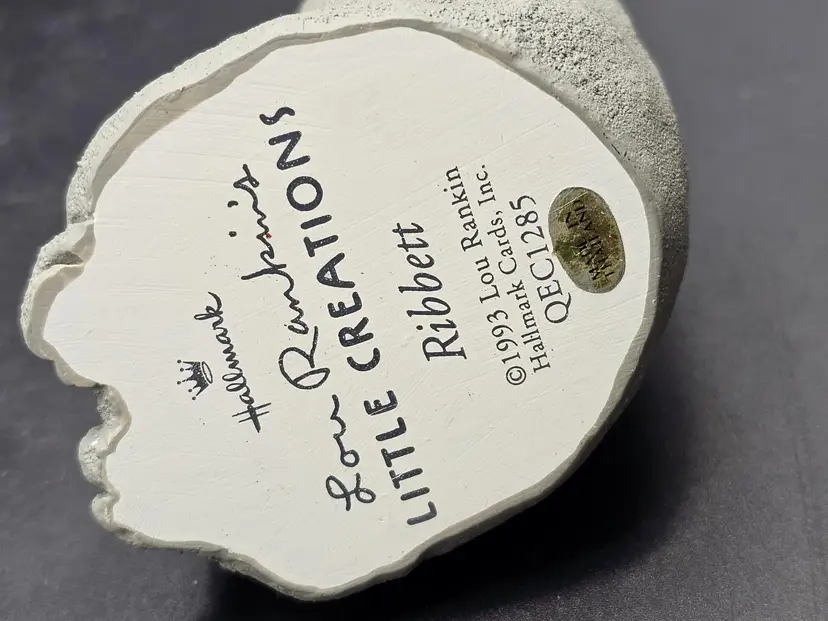 Hallmark
Lou Rankin's
LITTLE CREATIONS
Ribbett
©1993 Lou Rankin
Hallmark Cards, Inc.
QEC1285